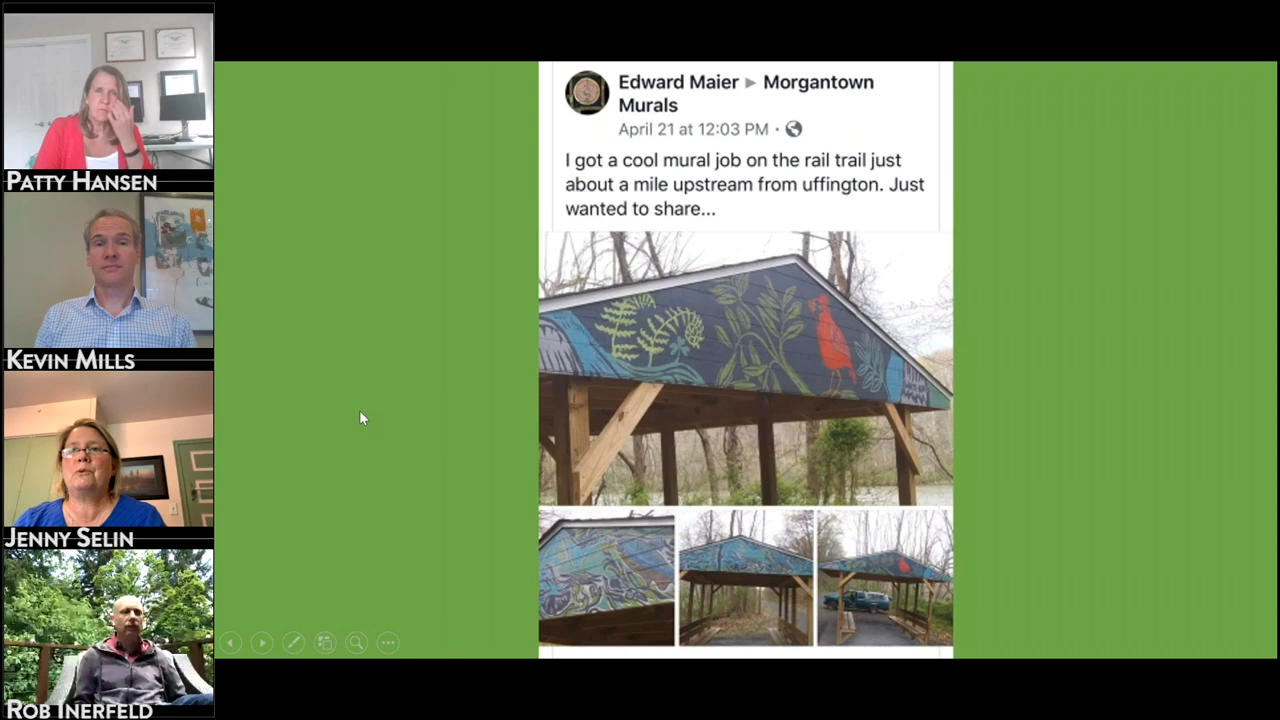 PATTY HANSEN
KEVIN MILLS
JENNY SELIN
ROB INERFELD
Edward Maier ▸ Morgantown
Murals
April 21 at 12:03 PM ·
I got a cool mural job on the rail trail just
about a mile upstream from uffington. Just
wanted to share...